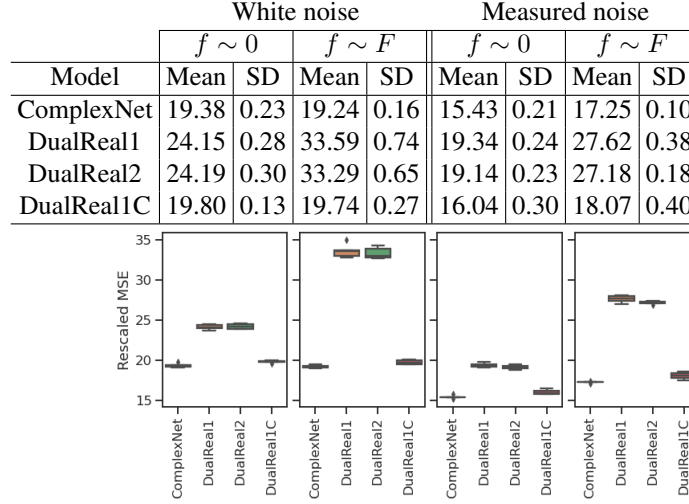 White noise Measured noise
f ∼ 0 f ∼ F f ∼ 0 f ∼ F
Model Mean SD Mean SD Mean SD Mean SD
ComplexNet 19.38 0.23 19.24 0.16 15.43 0.21 17.25 0.10
DualReal1 24.15 0.28 33.59 0.74 19.34 0.24 27.62 0.38
DualReal2 24.19 0.30 33.29 0.65 19.14 0.23 27.18 0.18
DualReal1C 19.80 0.13 19.74 0.27 16.04 0.30 18.07 0.40
Rescaled MSE
35
30
25
20
15
ComplexNet
DualReal1
DualReal2
DualReal1C
ComplexNet
DualReal1
DualReal2
DualReal1C
ComplexNet
DualReal1
DualReal2
DualReal1C
ComplexNet
DualReal1
DualReal2
DualReal1C